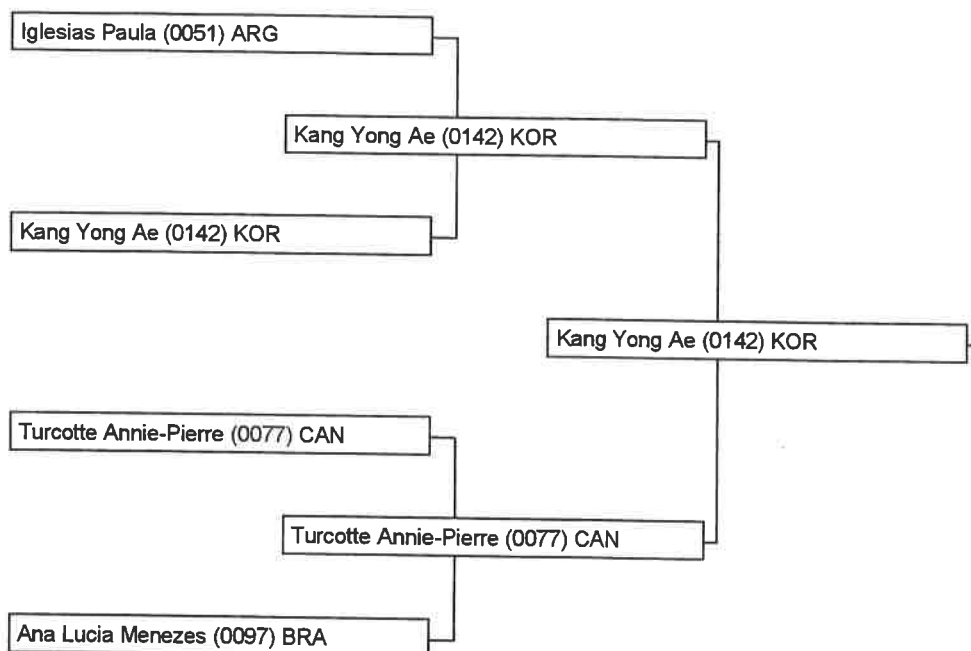 Iglesias Paula (0051) ARG
Kang Yong Ae (0142) KOR
Kang Yong Ae (0142) KOR
Kang Yong Ae (0142) KOR
Turcotte Annie-Pierre (0077) CAN
Turcotte Annie-Pierre (0077) CAN
Ana Lucia Menezes (0097) BRA